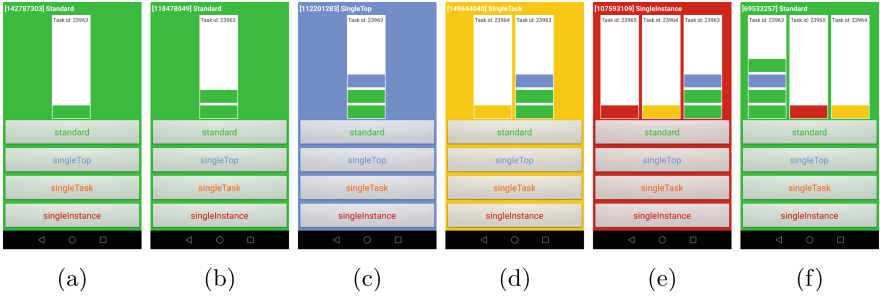 [142787303] Standard
Task id: 23963
standard
singleTop
singleTask
singleInstance
(a)
[118478049] Standard
Task id: 23963
standard
singleTop
singleTask
singleInstance
(b)
[112201283] SingleTop
Task id: 23963
standard
singleTop
singleTask
singleInstance
(c)
[149644040] SingleTask
Task id: 23964 Task id: 23963
standard
singleTop
singleTask
singleInstance
(d)
[107593109] SingleInstance
Task id: 23965 Task id: 23964 Task id: 23963
standard
singleTop
singleTask
singleInstance
(e)
[69533257] Standard
Task id: 23963 Task id: 23965 Task id: 23964
standard
singleTop
singleTask
singleInstance
(f)